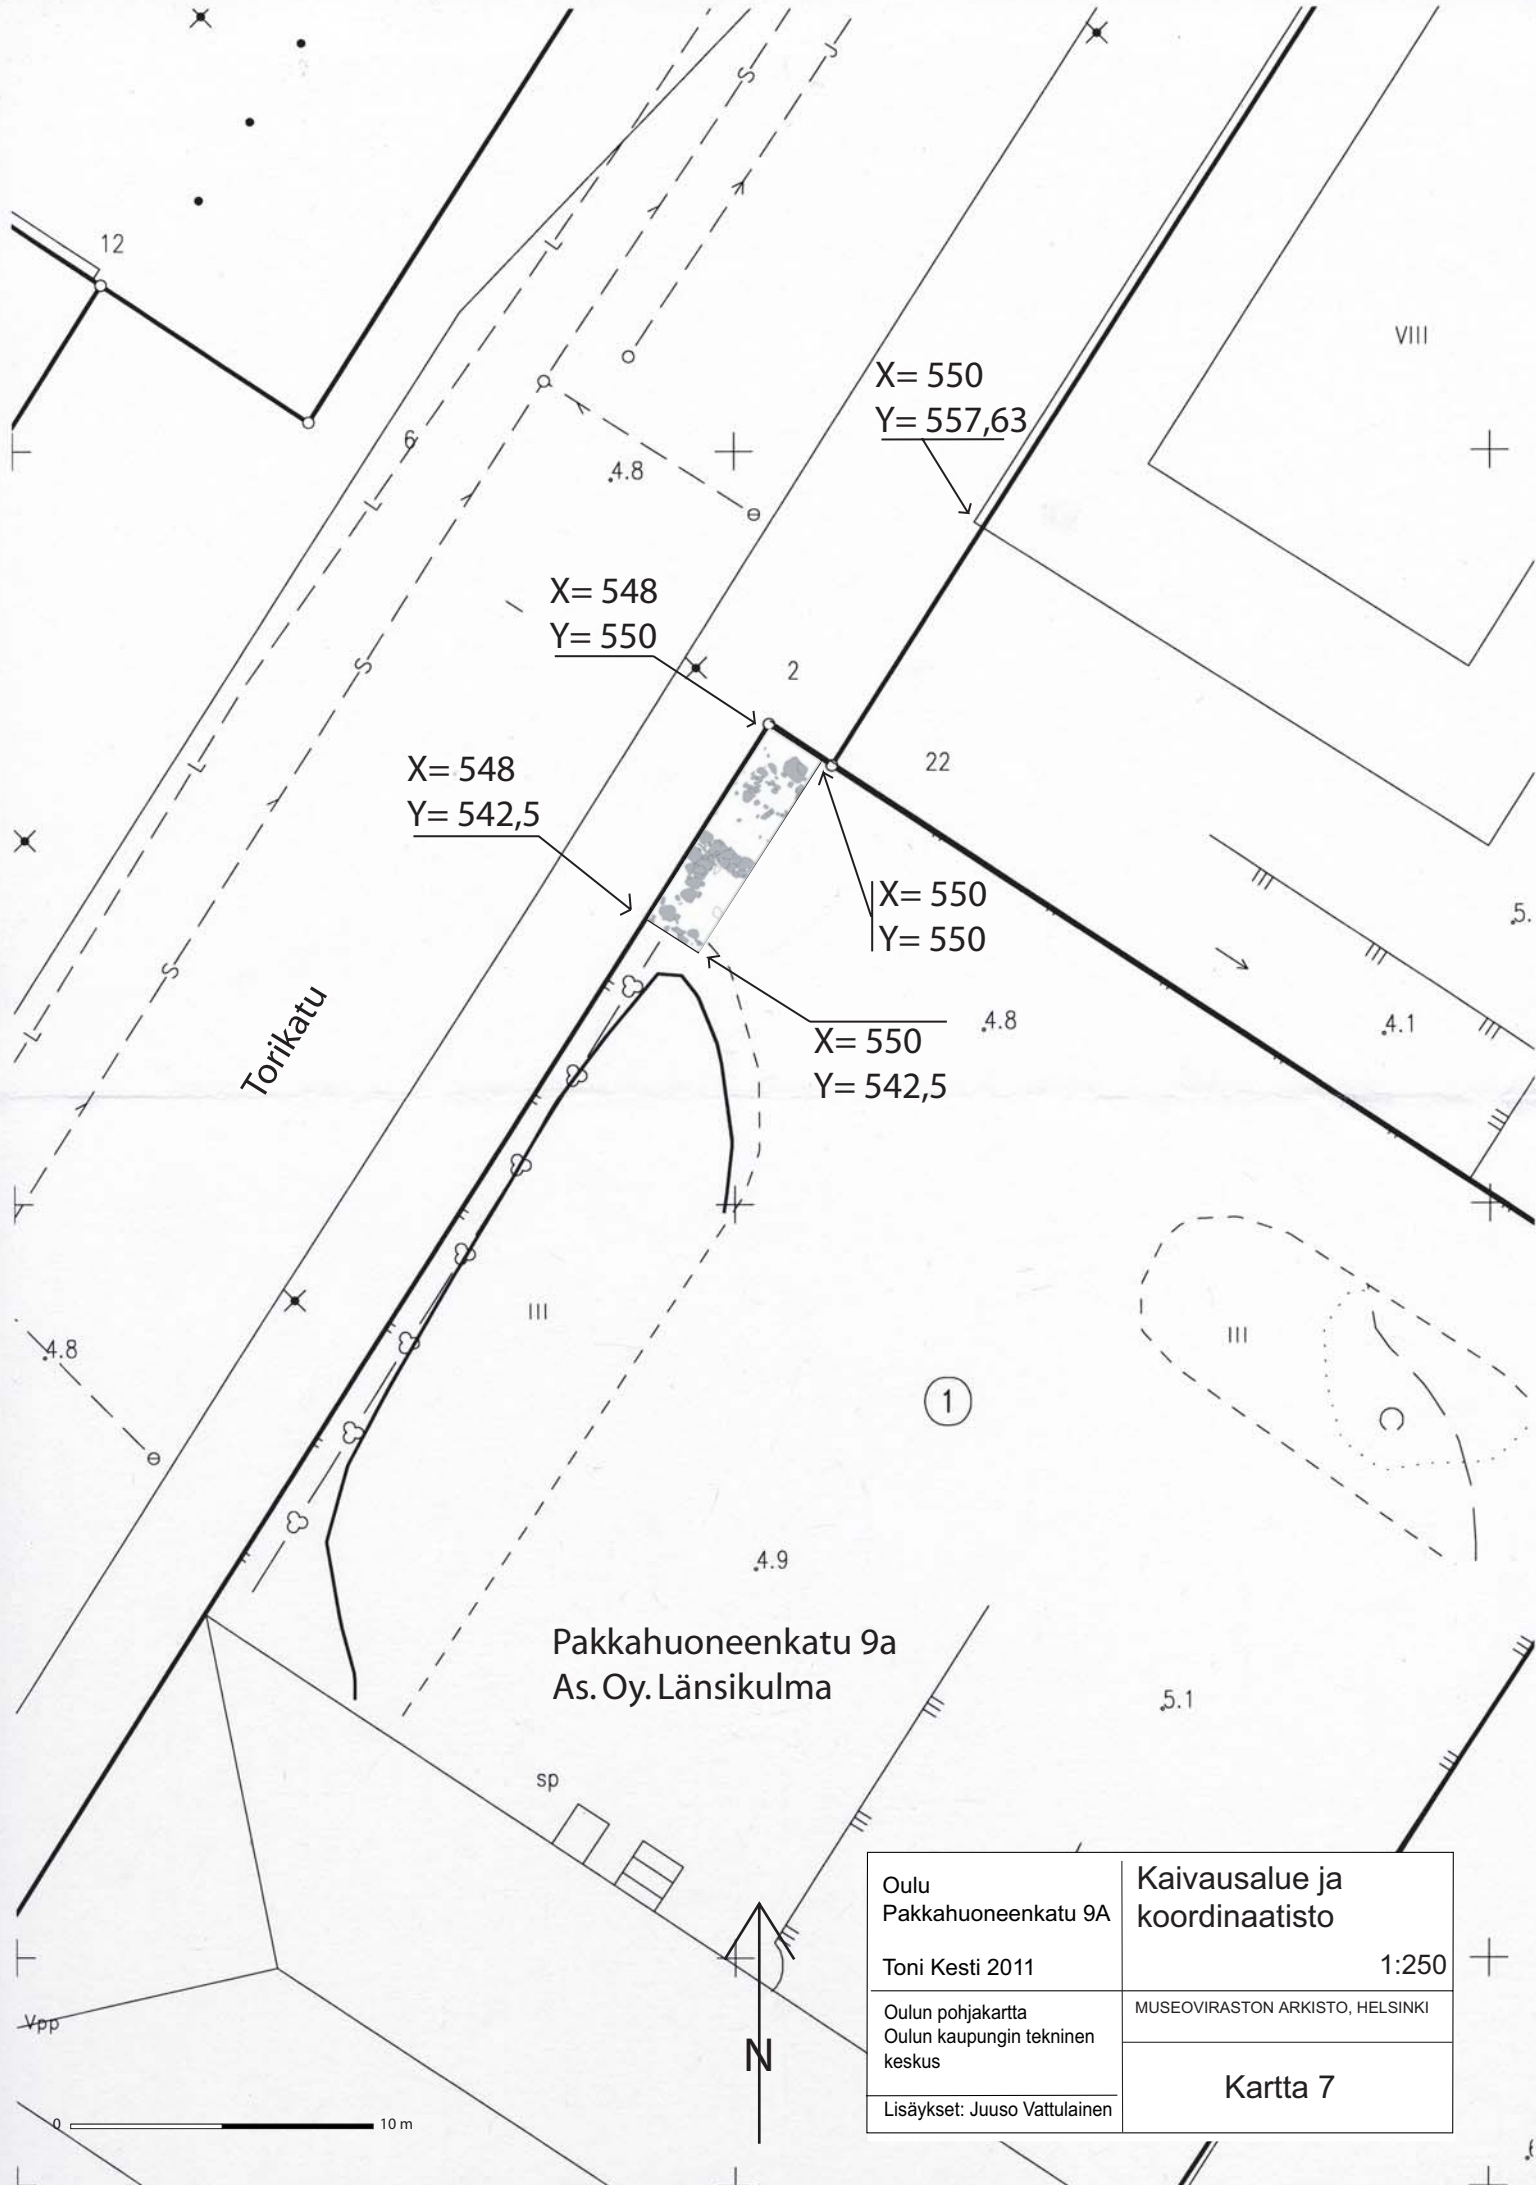 12
VIII
X= 550
Y= 557,63
6
4.8
X= 548
Y= 550
2
X= 548
Y= 542,5
22
X= 550
Y= 550
5.
Torikatu
X= 550
Y= 542,5
4.8
4.1
III
III
4.8
1
4.9
Pakkahuoneenkatu 9a
As. Oy. Länsikulma
5.1
sp
Vpp
N
0
10 m
Oulu
Pakkahuoneenkatu 9A
Toni Kesti 2011
Oulun pohjakartta
Oulun kaupungin tekninen
keskus
Lisäykset: Juuso Vattulainen
Kaivausalue ja
koordinaatisto
1:250
MUSEOVIRASTON ARKISTO, HELSINKI
Kartta 7